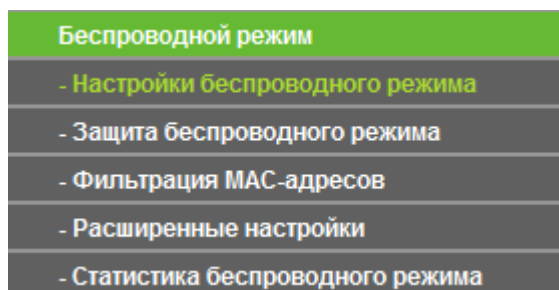 Беспроводной режим
- Настройки беспроводного режима
- Защита беспроводного режима
- Фильтрация MAC-адресов
- Расширенные настройки
- Статистика беспроводного режима